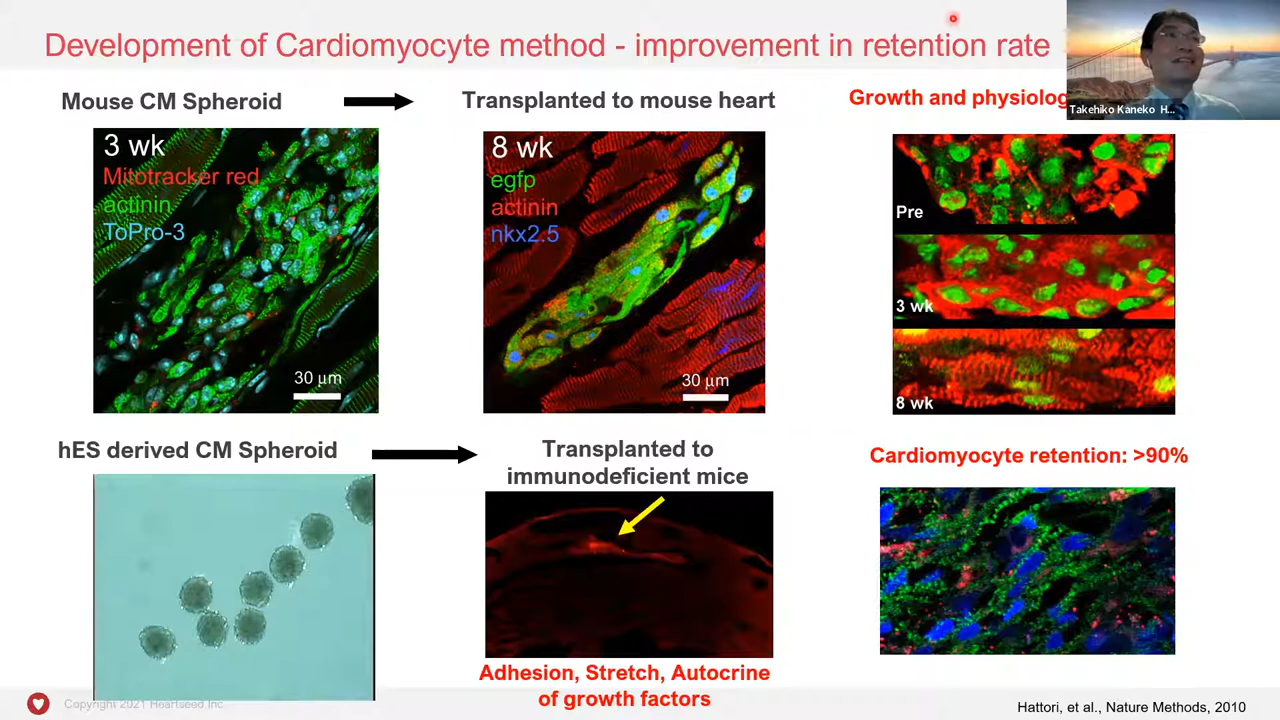 Development of Cardiomyocyte method - improvement in retention rate
Takehiko Kaneko H...
Mouse CM Spheroid
Transplanted to mouse heart
Growth and physiolog
3 wk
Mitotracker red
actinin
ToPro-3
30 μm
8 wk
egfp
actinin
nkx2.5
30 μm
Pre
3 wk
8 wk
hES derived CM Spheroid
Transplanted to
immunodeficient mice
Cardiomyocyte retention: >90%
Adhesion, Stretch, Autocrine
of growth factors
Copyright 2021 Heartseed Inc
Hattori, et al., Nature Methods, 2010